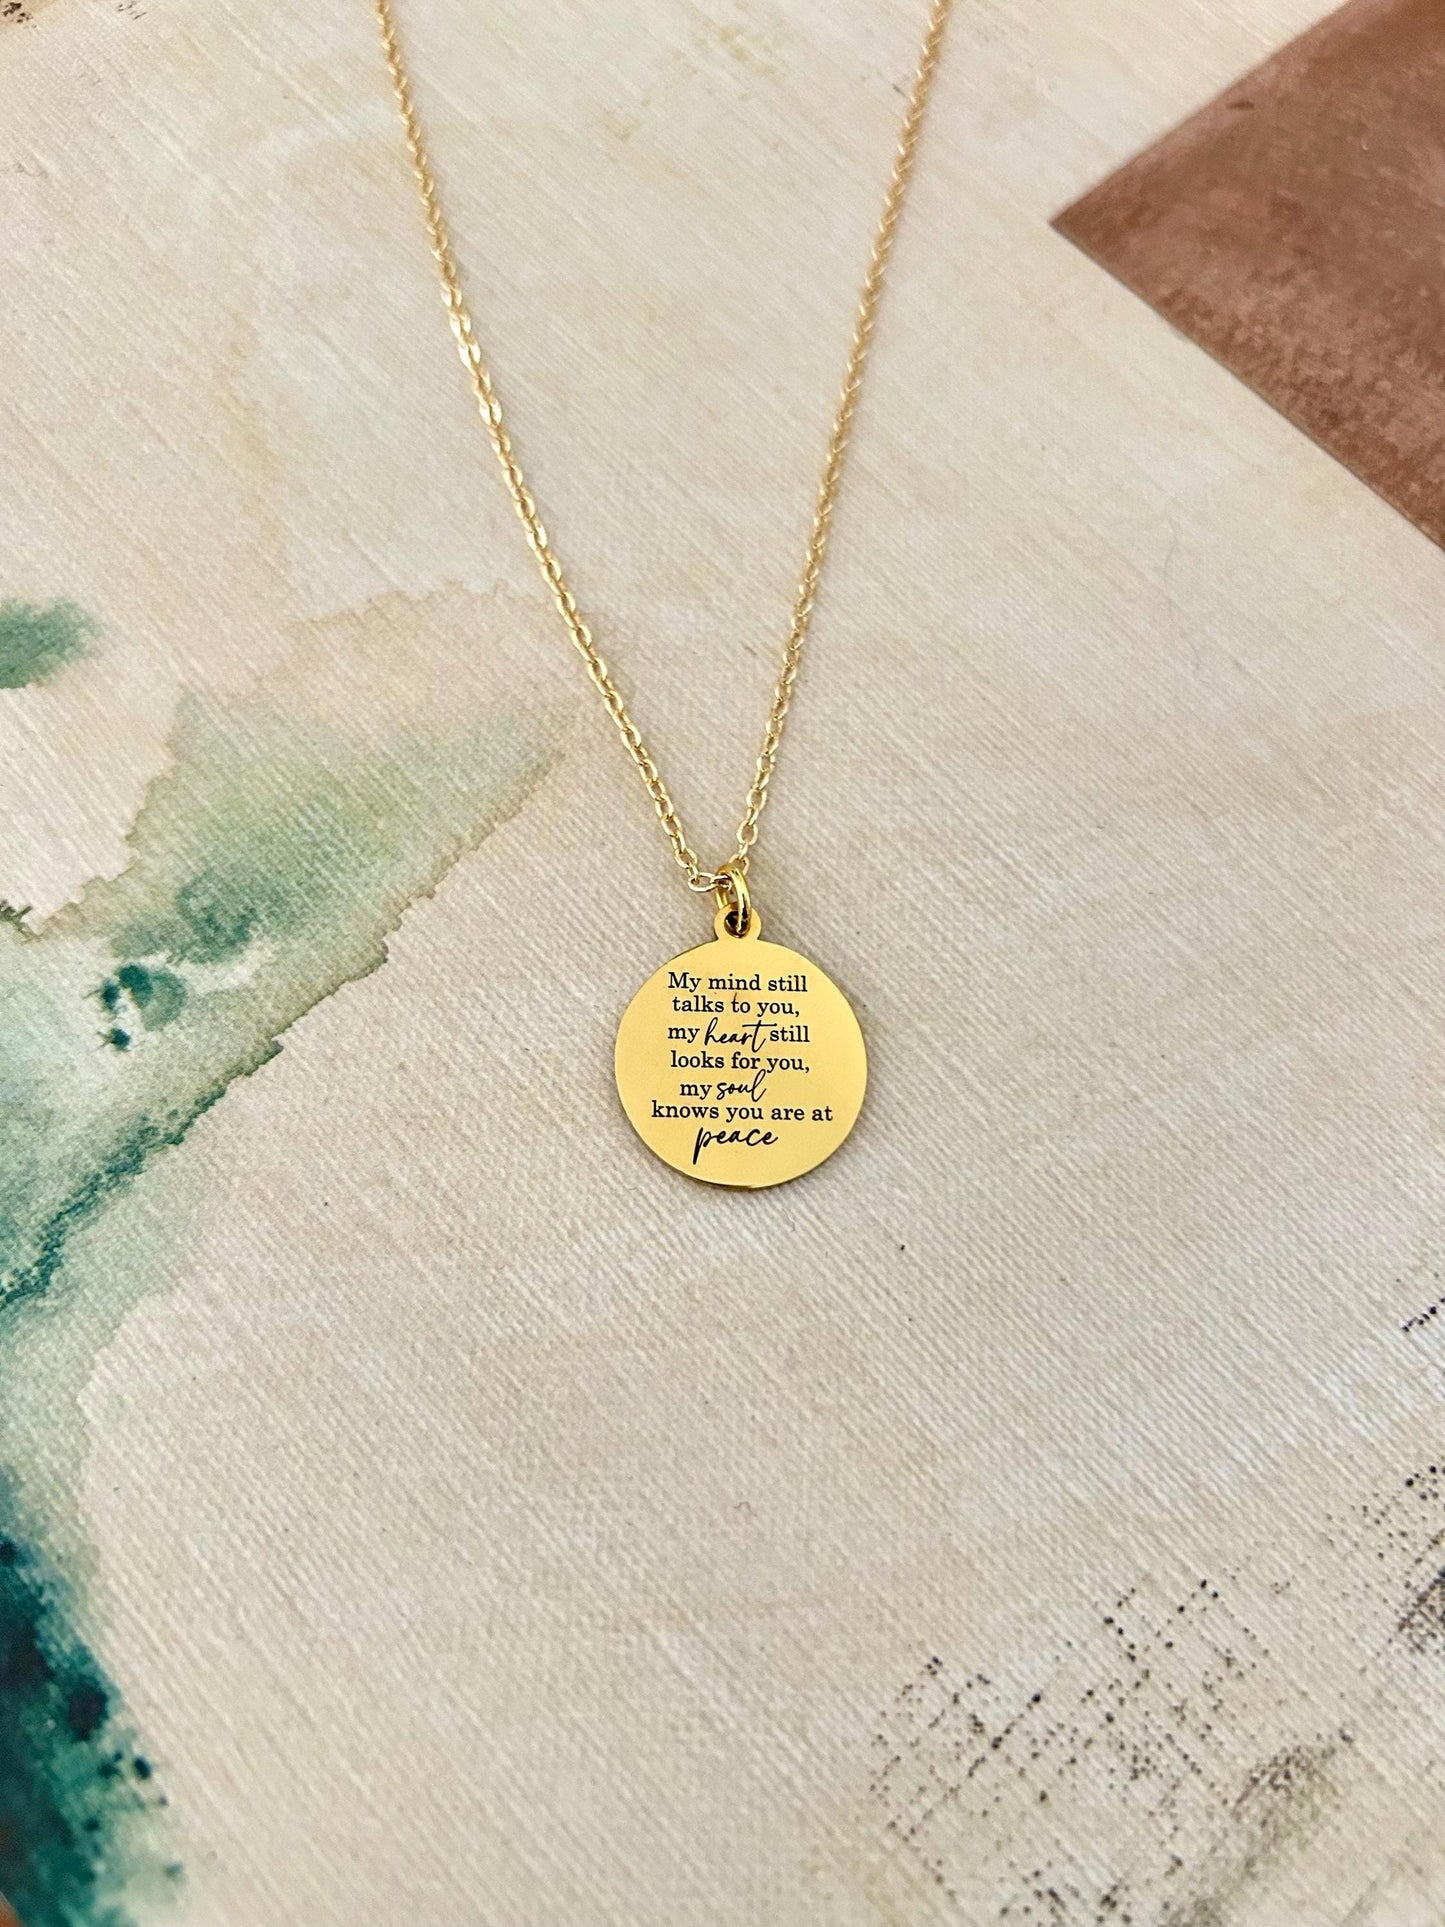 My mind still
talks to you,
my heart still
looks for you,
my soul
knows you are at
peace